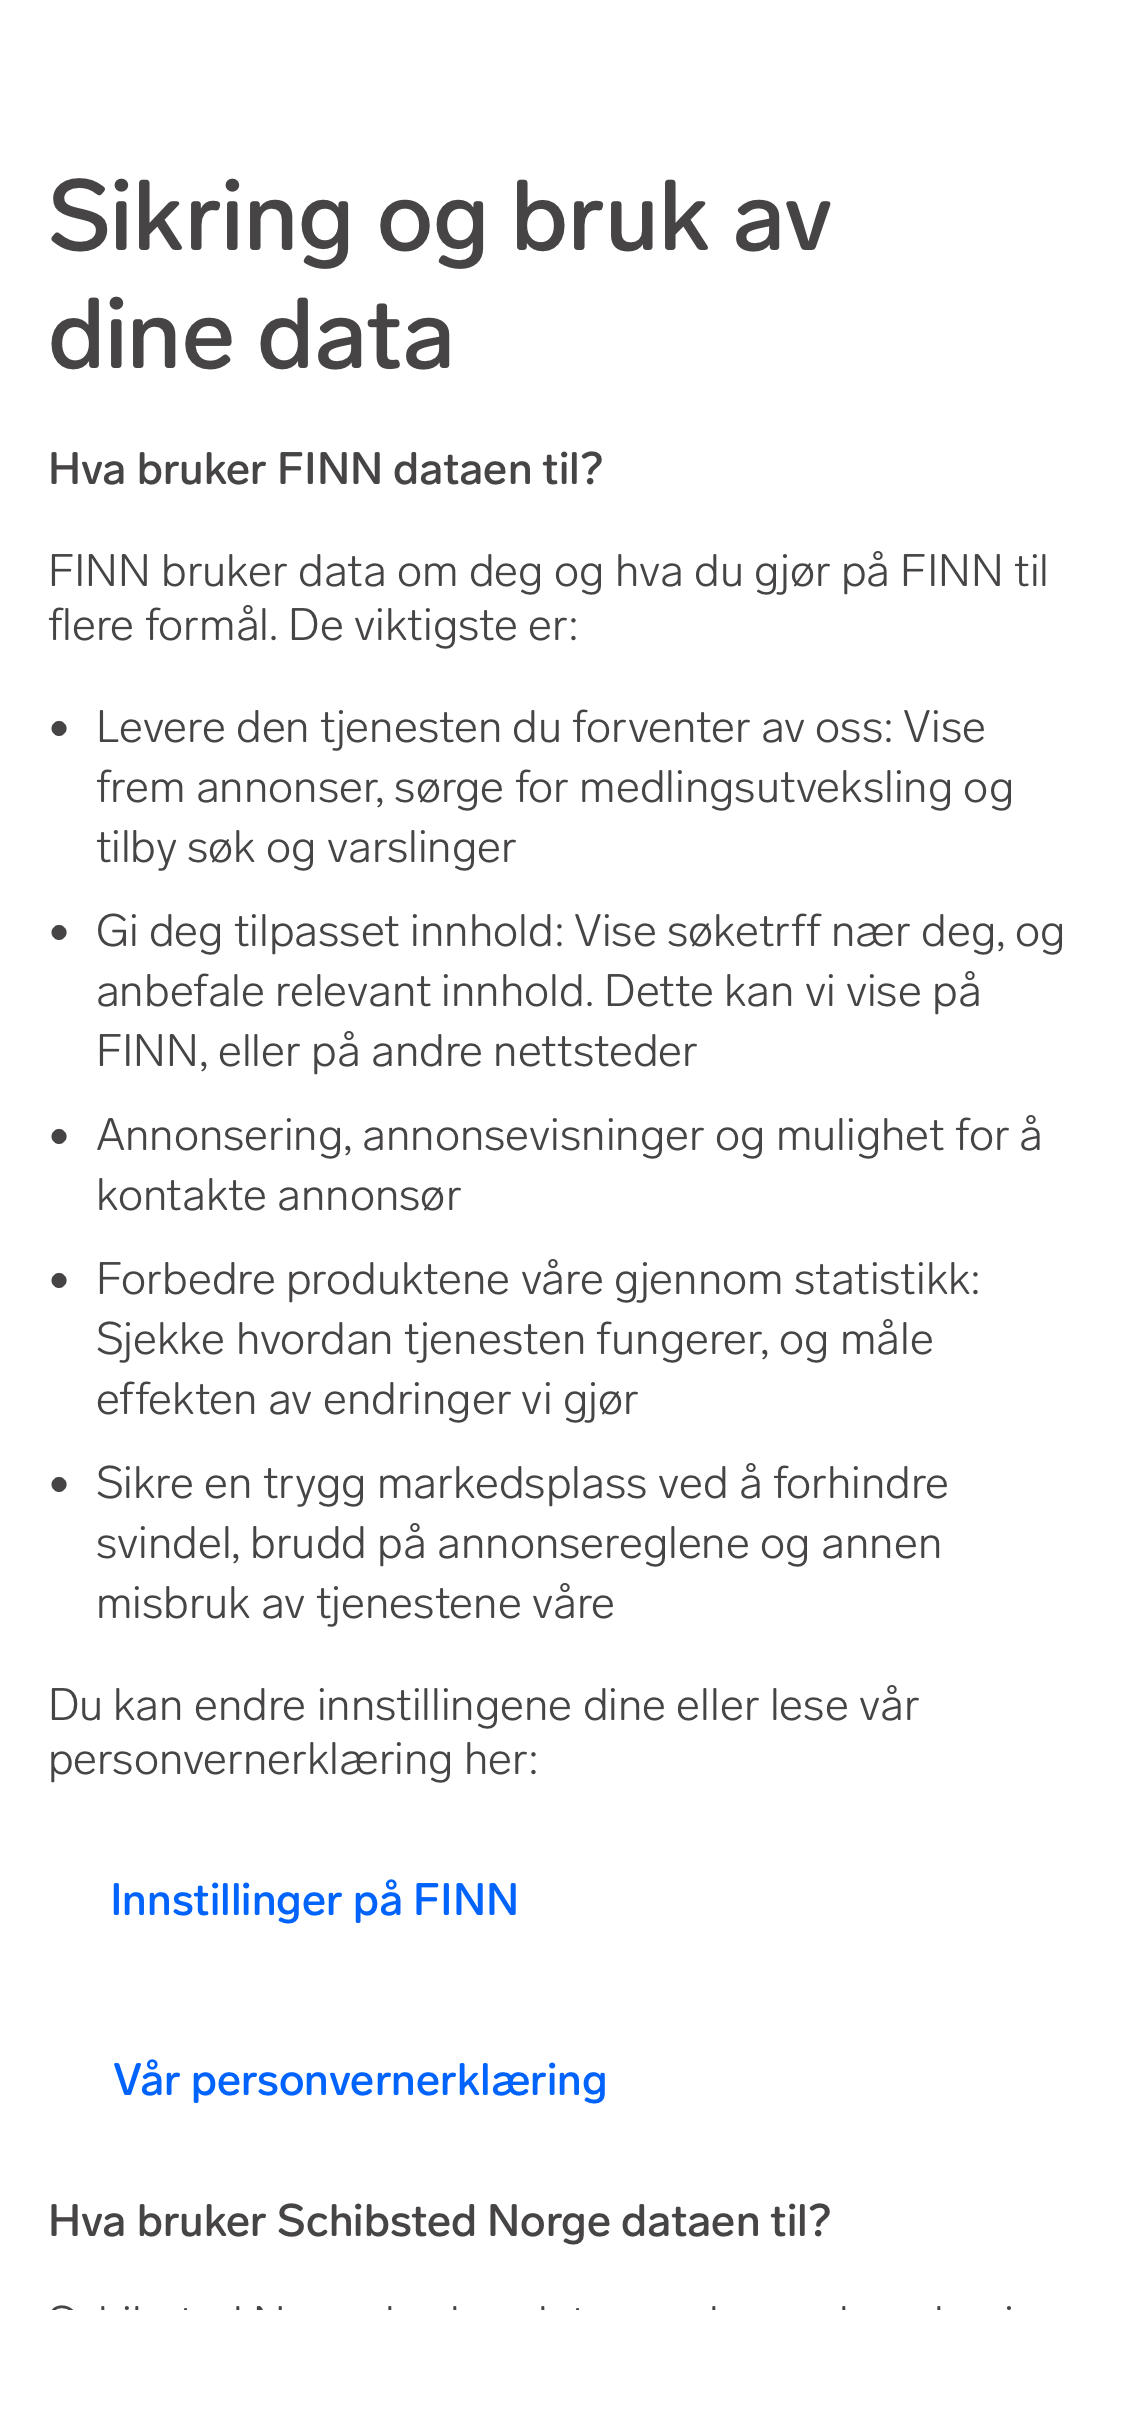 Sikring og bruk av
dine data
Hva bruker FINN dataen til?
FINN bruker data om deg og hva du gjør på FINN til
flere formål. De viktigste er:
• Levere den tjenesten du forventer av oss: Vise
frem annonser, sørge for medlingsutveksling og
tilby søk og varslinger
• Gi deg tilpasset innhold: Vise søketrff nær deg, og
anbefale relevant innhold. Dette kan vi vise på
FINN, eller på andre nettsteder
• Annonsering, annonsevisninger og mulighet for å
kontakte annonsør
• Forbedre produktene våre gjennom statistikk:
Sjekke hvordan tjenesten fungerer, og måle
effekten av endringer vi gjør
• Sikre en trygg markedsplass ved å forhindre
svindel, brudd på annonsereglene og annen
misbruk av tjenestene våre
Du kan endre innstillingene dine eller lese vår
personvernerklæring her:
Innstillinger på FINN
Vår personvernerklæring
Hva bruker Schibsted Norge dataen til?